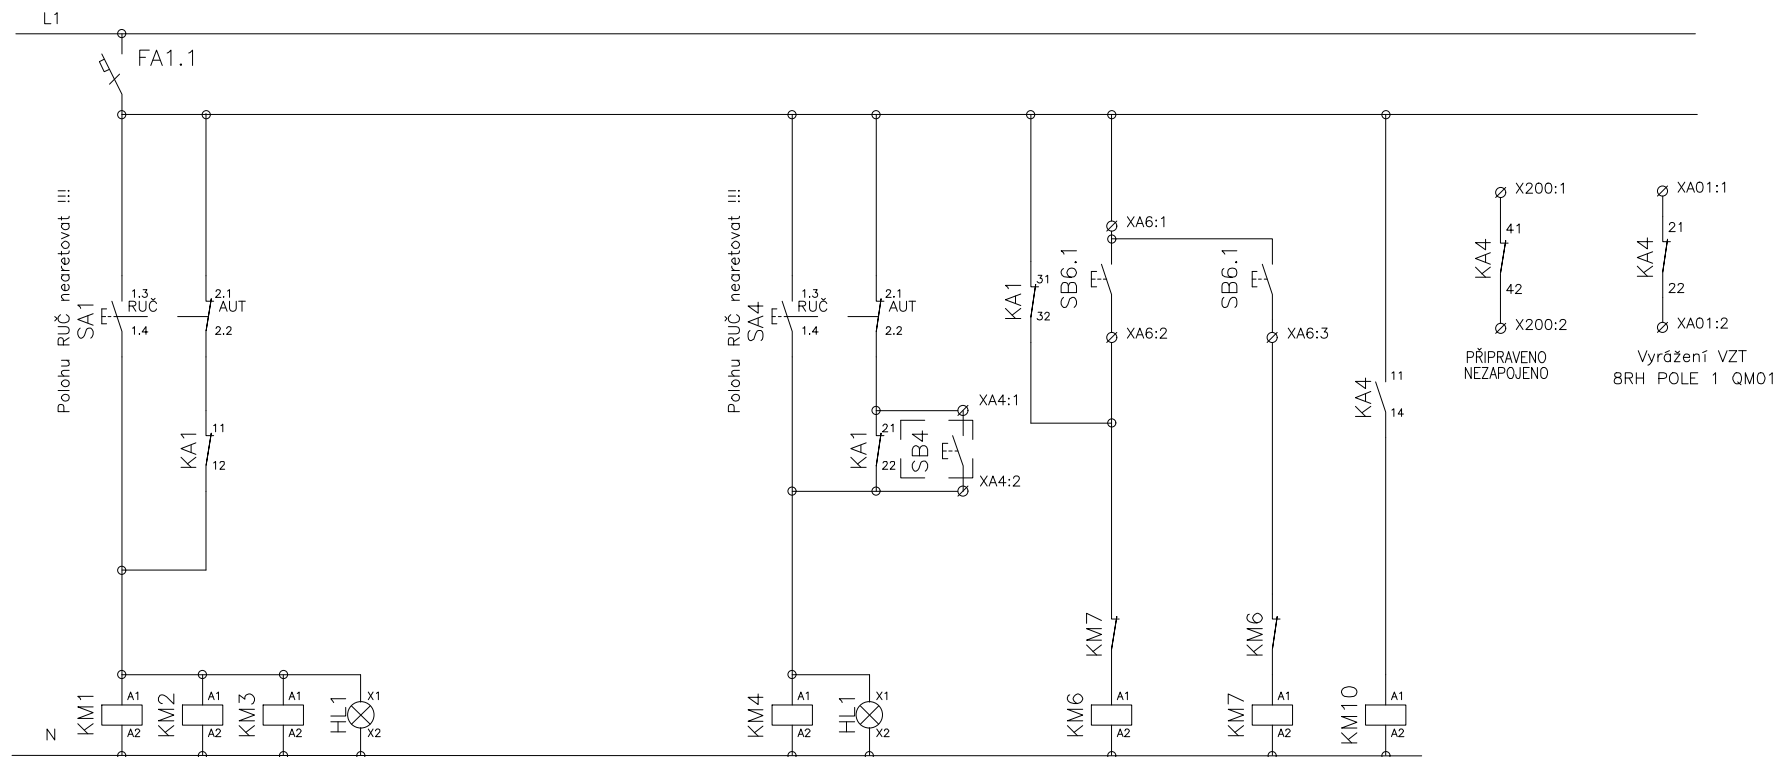 L1
FA1.1
Polohu RUČ nearetovat !!!
SA1
1.3
RUČ
1.4
2.1
AUT
2.2
KA1
11
12
KM1
A1
A2
KM2
A1
A2
KM3
A1
A2
HL1
X1
X2
N
Polohu RUČ nearetovat !!!
SA4
1.3
RUČ
1.4
2.1
AUT
2.2
KA1
21
22
SB4
XA4:1
XA4:2
KM4
A1
A2
HL1
X1
X2
KA1
31
32
XA6:1
SB6.1
XA6:2
KM7
KM6
A1
A2
SB6.1
XA6:3
KM6
KM7
A1
A2
KA4
11
14
KM10
A1
A2
X200:1
41
KA4
42
X200:2
PŘIPRAVENO
NEZAPOJENO
XA01:1
21
KA4
22
XA01:2
Vyrážení VZT
8RH POLE 1 QM01